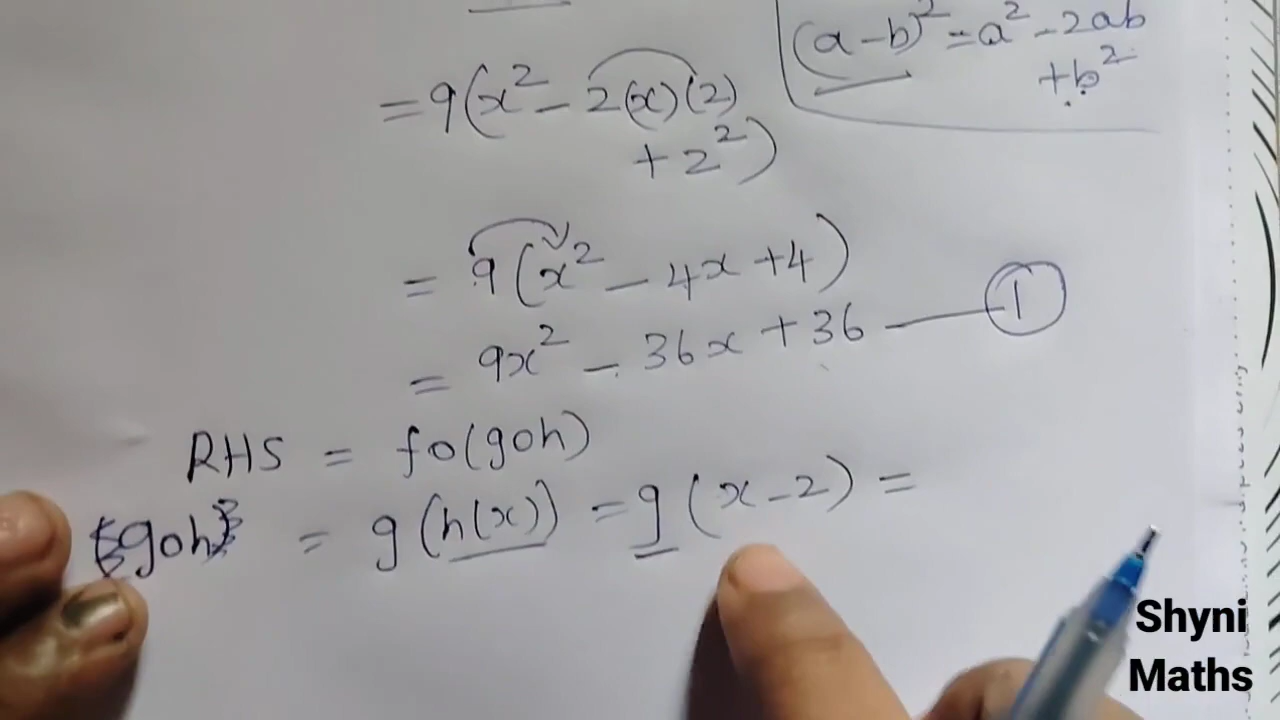 (a-b)² = a² - 2ab
+b²
= 9(x² - 2(x)(2)
+ 2²)
= 9(x² - 4x + 4)
= 9x² - 36x + 36 —— 1
RHS = fo(goh)
goh = g(h(x)) = g(x-2) =
Shyni
Maths